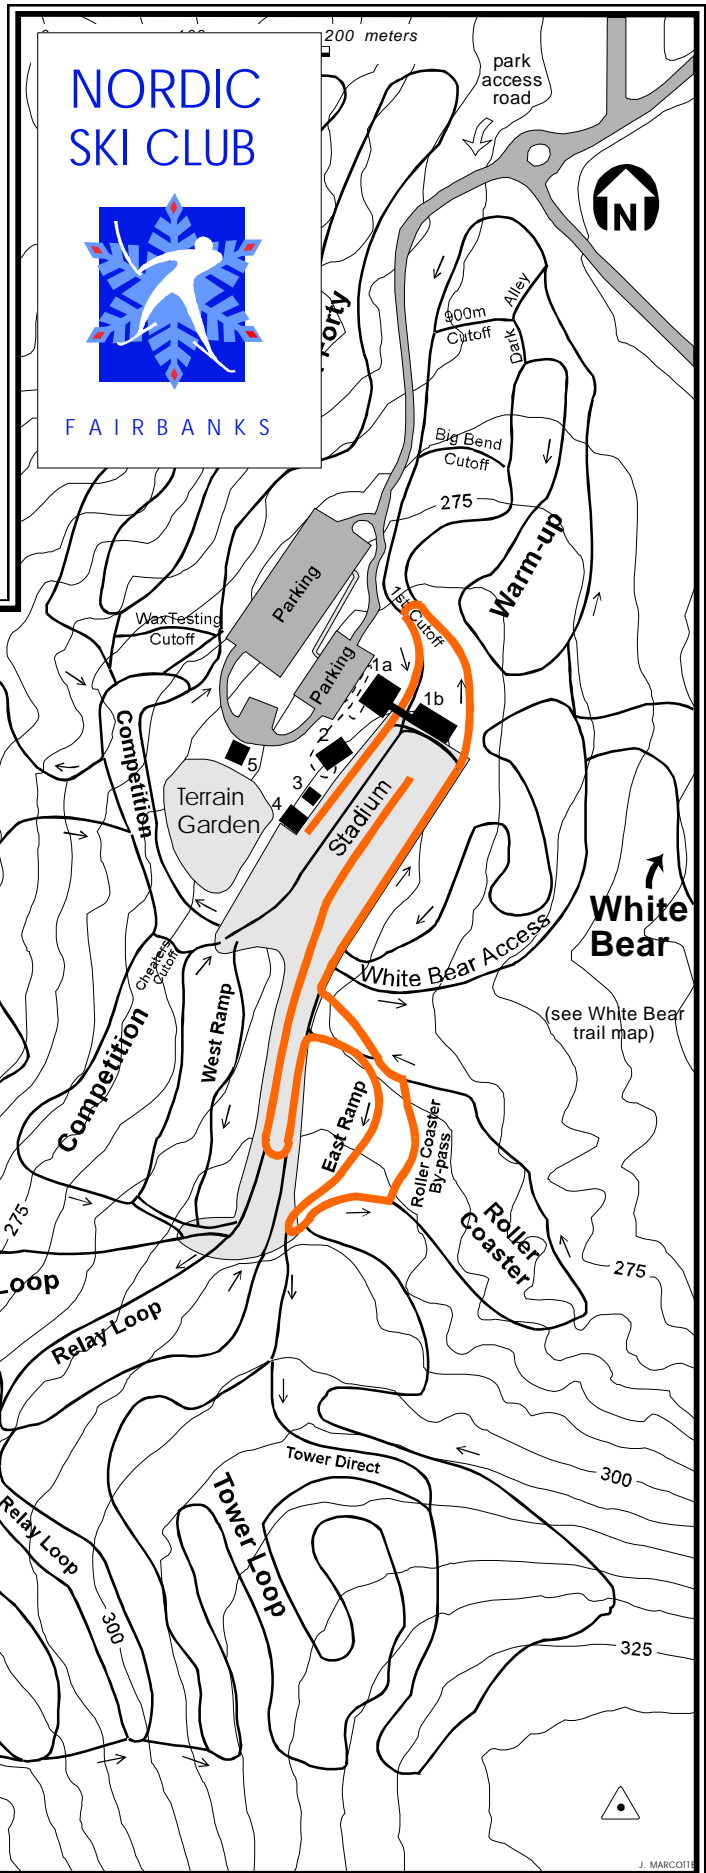 200 meters
NORDIC
SKI CLUB
FAIRBANKS
park
access
road
N
Forty
900m
Cutoff
Dark Alley
Big Bend
Cutoff
275
Warm-up
Parking
1st Cutoff
WaxTesting
Cutoff
Parking
1a
1b
2
5
3
4
Competition
Terrain
Garden
Stadium
White
Bear
White Bear Access
(see White Bear
trail map)
Cheaters
Cutoff
West Ramp
Competition
East Ramp
Roller Coaster
By-pass
Roller
Coaster
275
275
Loop
Relay Loop
Tower Direct
300
Tower Loop
Relay Loop
300
325
J. MARCOTTE